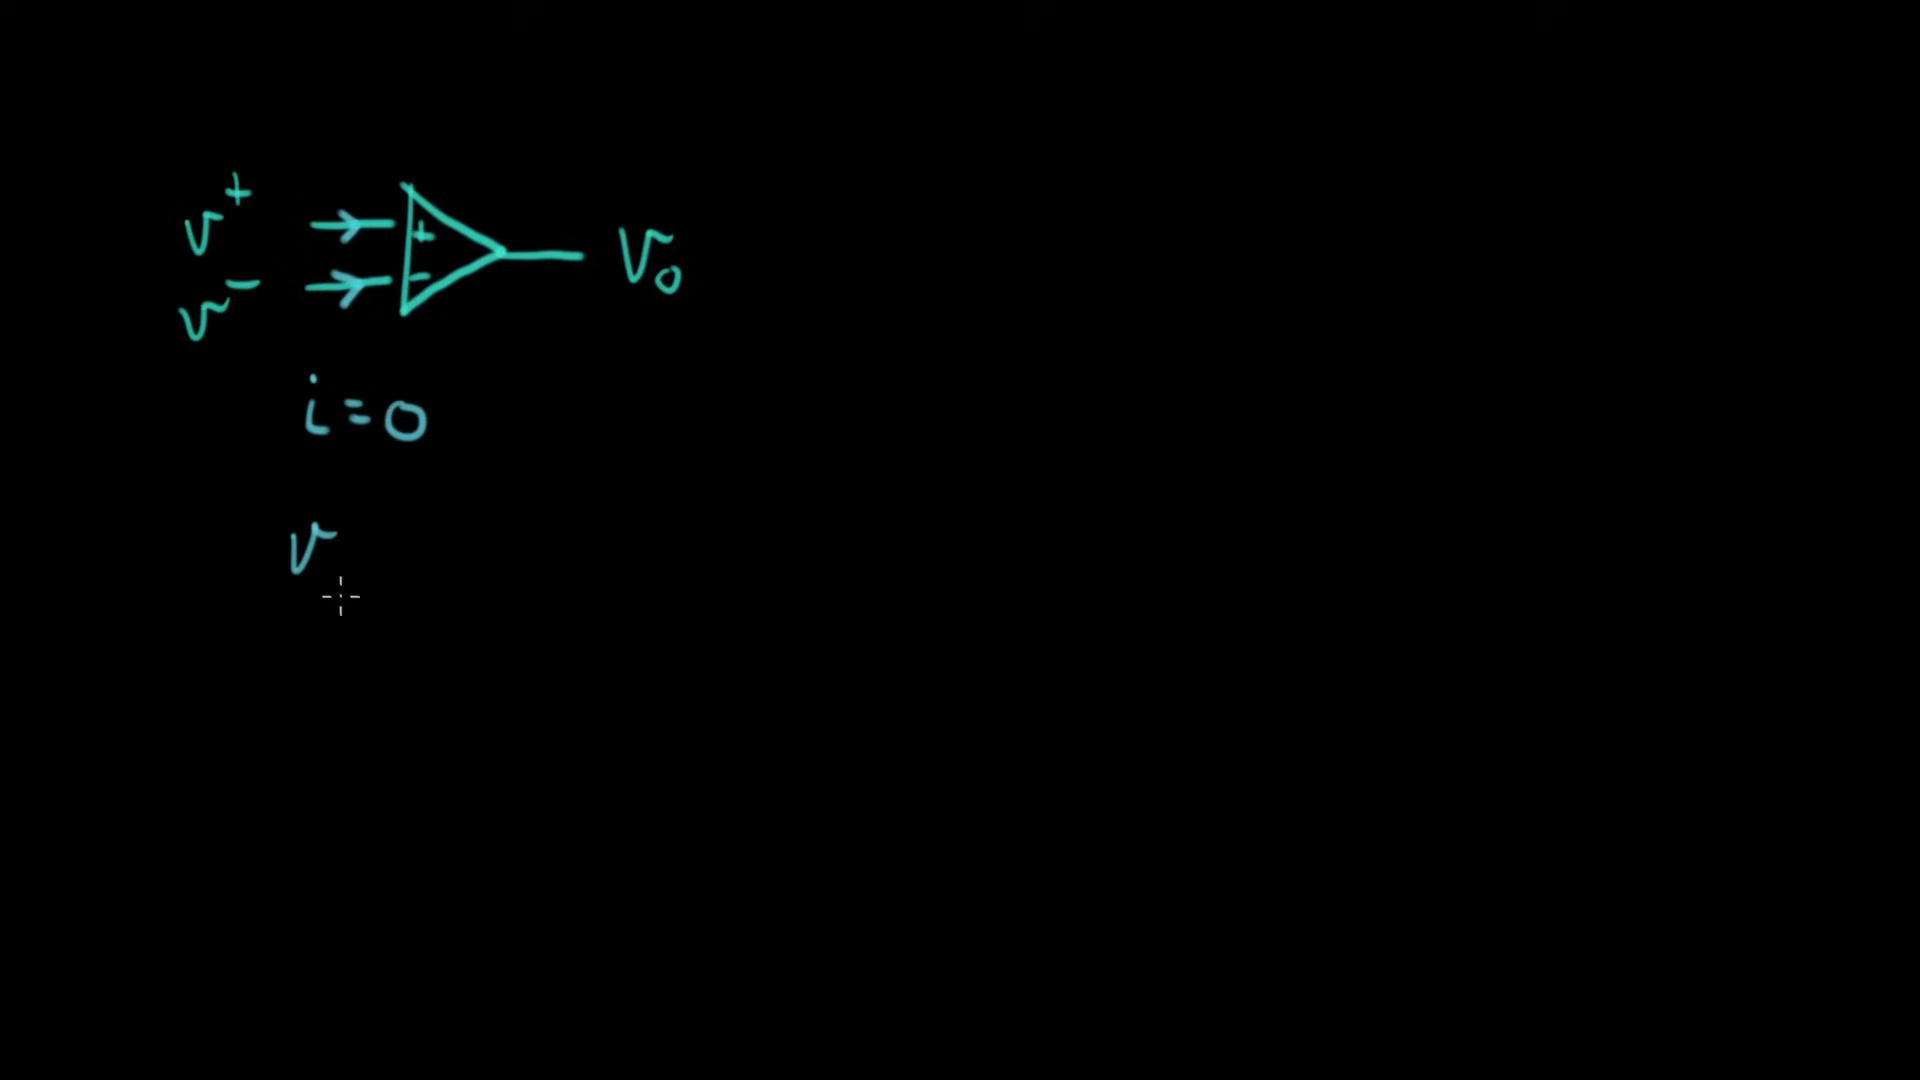 v⁺
+
v⁻
-
V₀
i = 0
v